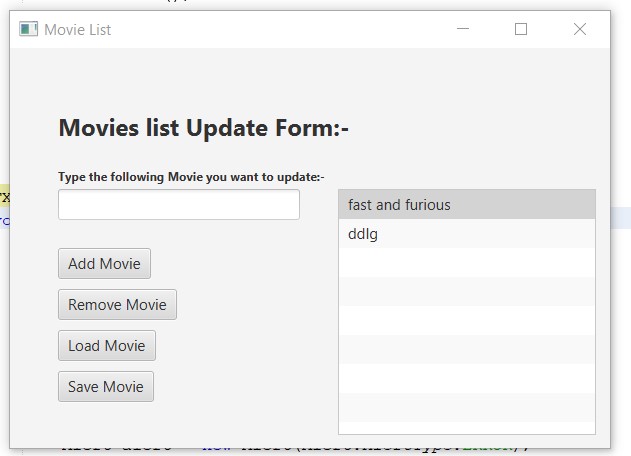 Movie List
Movies list Update Form:-
Type the following Movie you want to update:-
fast and furious
ddlg
Add Movie
Remove Movie
Load Movie
Save Movie